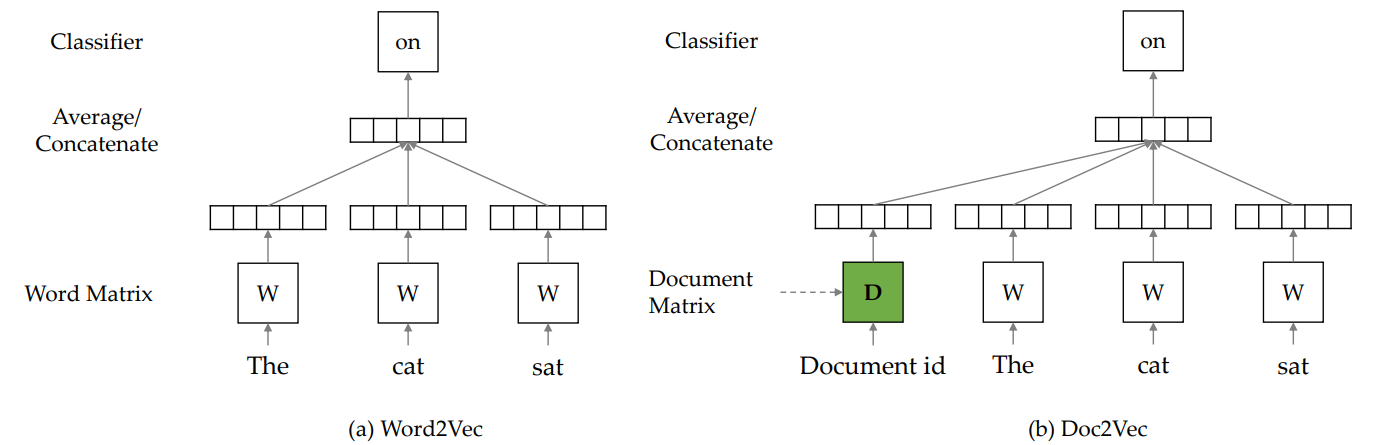 Classifier
on
Average/
Concatenate
Word Matrix
W
W
W
The
cat
sat
(a) Word2Vec
Classifier
on
Average/
Concatenate
Document
Matrix
D
W
W
W
Document id
The
cat
sat
(b) Doc2Vec